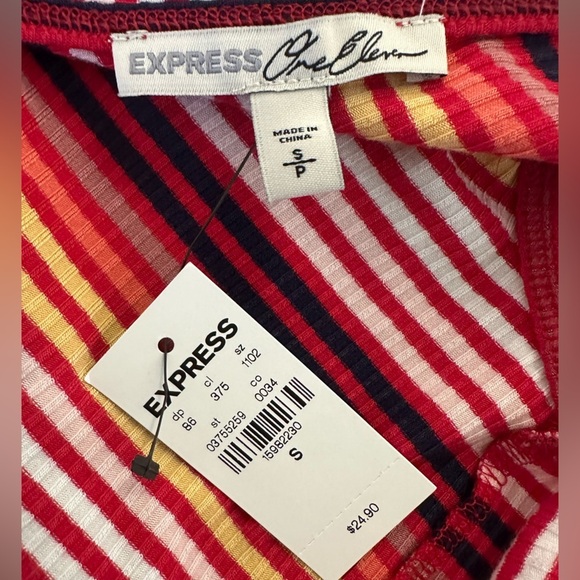 EXPRESS One Eleven
MADE IN
CHINA
S
P
EXPRESS
dp cl sz
86 375 1102
st co
03755259 0034
15982230
S
$24.90